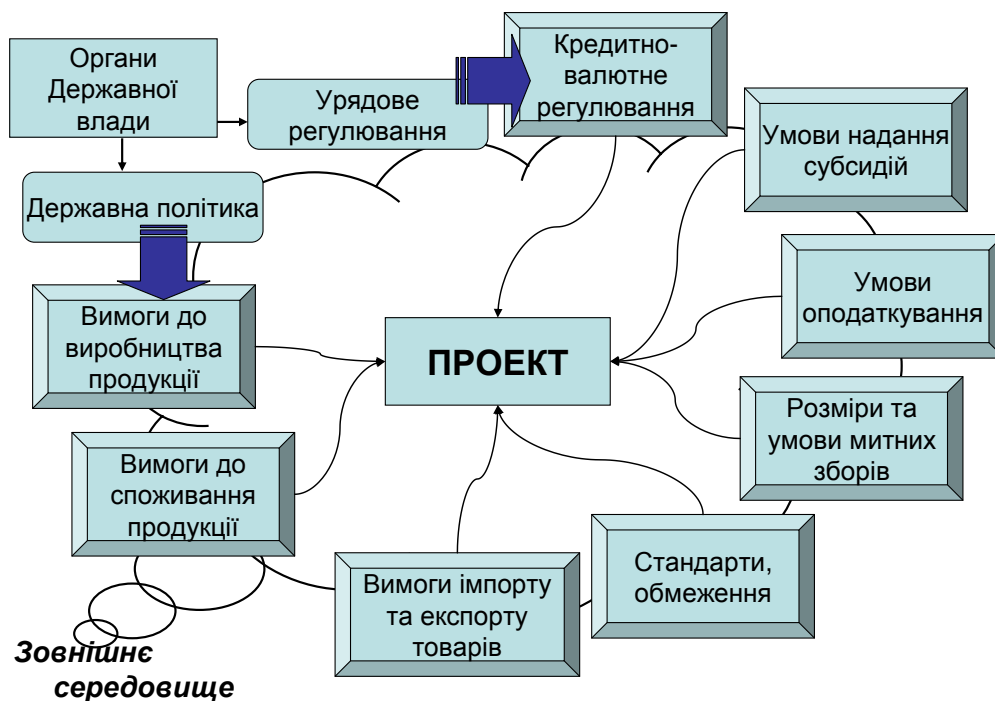 Органи
Державної
влади
Урядове
регулювання
Кредитно-
валютне
регулювання
Умови надання
субсидій
Державна політика
Умови
оподаткування
Вимоги до
виробництва
продукції
ПРОЕКТ
Розміри та
умови митних
зборів
Вимоги до
споживання
продукції
Стандарти,
обмеження
Вимоги імпорту
та експорту
товарів
Зовнішнє
середовище